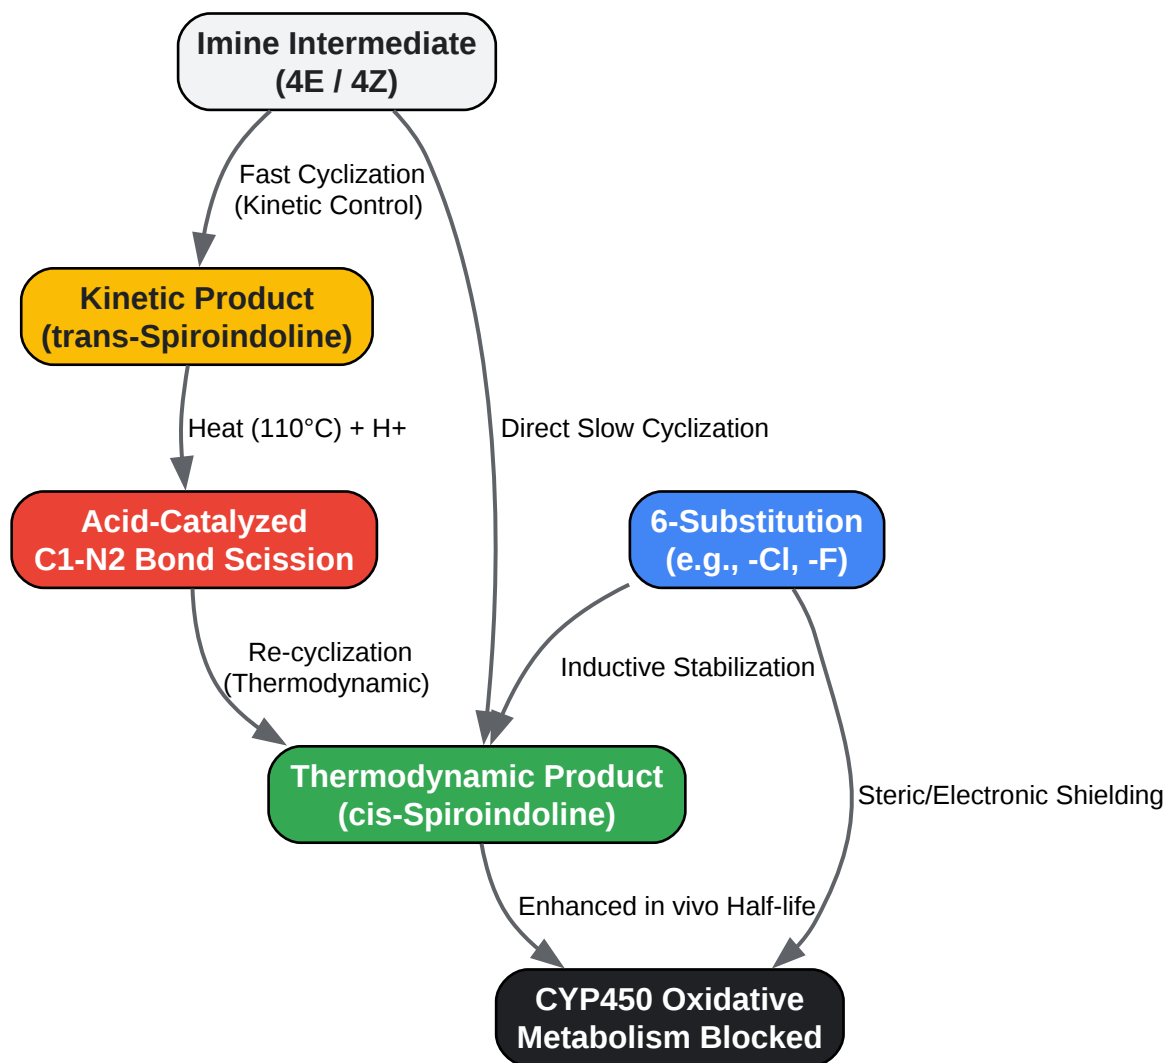 Imine Intermediate
(4E / 4Z)
Fast Cyclization
(Kinetic Control)
Kinetic Product
(trans-Spiroindoline)
Heat (110°C) + H+
Direct Slow Cyclization
Acid-Catalyzed
C1-N2 Bond Scission
6-Substitution
(e.g., -Cl, -F)
Re-cyclization
(Thermodynamic)
Inductive Stabilization
Thermodynamic Product
(cis-Spiroindoline)
Steric/Electronic Shielding
Enhanced in vivo Half-life
CYP450 Oxidative
Metabolism Blocked